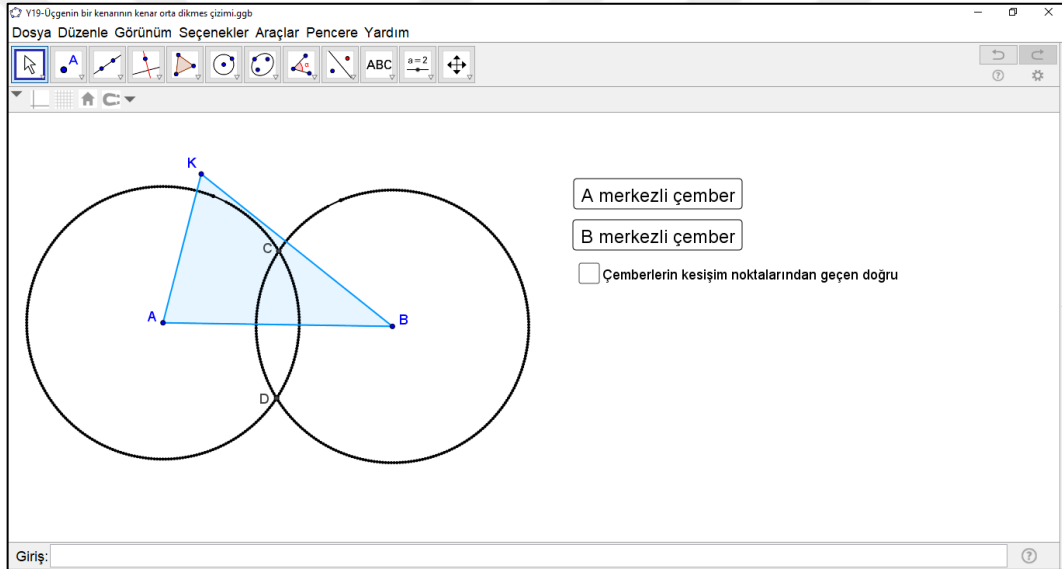 Y19-Üçgenin bir kenarının kenar orta dikmes çizimi.ggb
Dosya Düzenle Görünüm Seçenekler Araçlar Pencere Yardım
A
ABC
a=2
K
A merkezli çember
B merkezli çember
C
Çemberlerin kesişim noktalarından geçen doğru
A
B
D
Giriş: